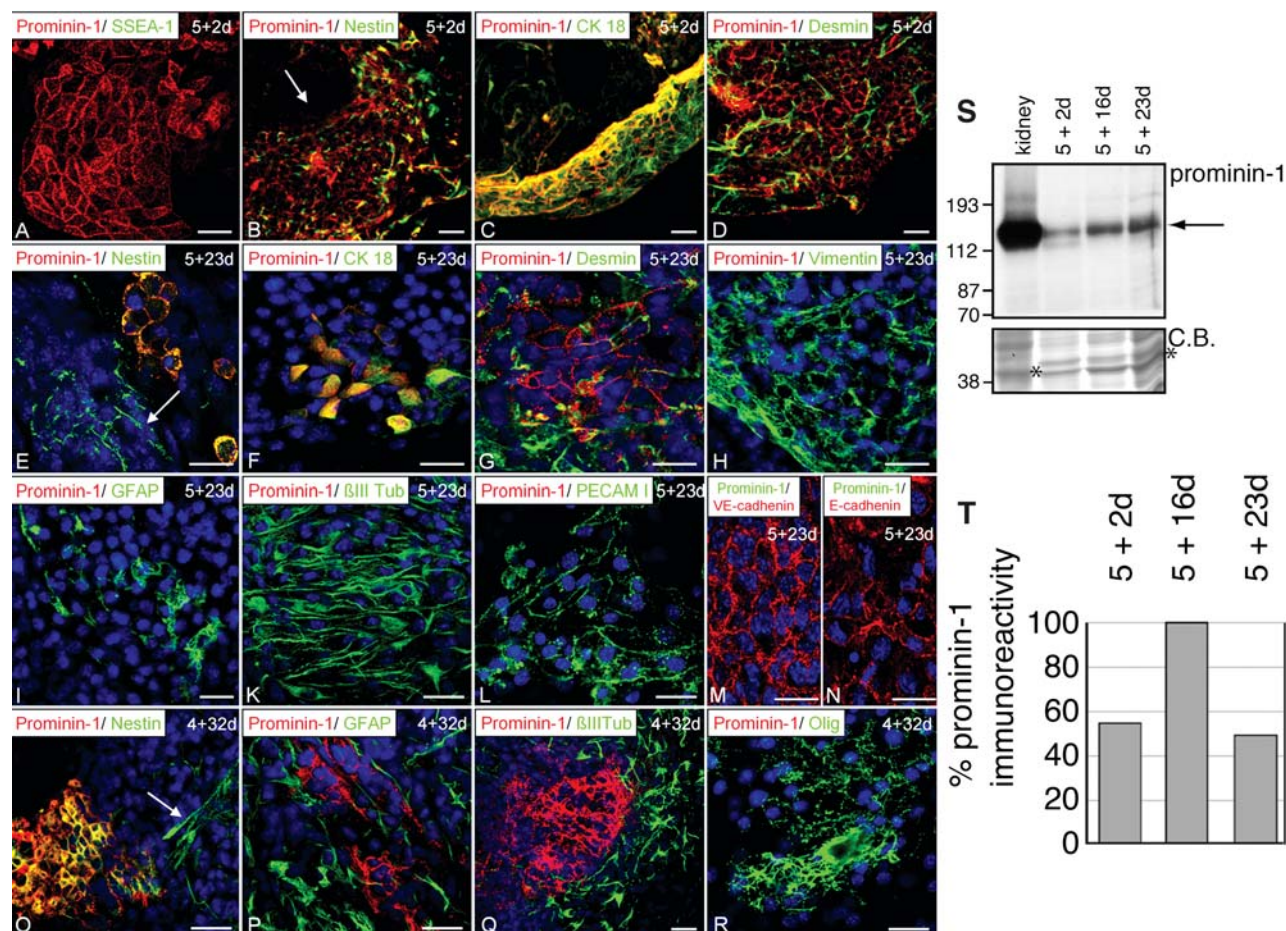 Prominin-1/ SSEA-1 5+2d
A
Prominin-1/ Nestin 5+2d
B
Prominin-1/ CK 18 5+2d
C
Prominin-1/ Desmin 5+2d
D
Prominin-1/ Nestin 5+23d
E
Prominin-1/ CK 18 5+23d
F
Prominin-1/ Desmin 5+23d
G
Prominin-1/ Vimentin 5+23d
H
Prominin-1/ GFAP 5+23d
I
Prominin-1/ ßIII Tub 5+23d
K
Prominin-1/ PECAM I 5+23d
L
Prominin-1/
VE-cadhenin
5+23d
M
Prominin-1/
E-cadhenin
5+23d
N
Prominin-1/ Nestin 4+32d
O
Prominin-1/ GFAP 4+32d
P
Prominin-1/ ßIIITub 4+32d
Q
Prominin-1/ Olig 4+32d
R
S
kidney
5 + 2d
5 + 16d
5 + 23d
prominin-1
193
112
87
70
C.B.
*
*
38
T
5 + 2d
5 + 16d
5 + 23d
% prominin-1
immunoreactivity
100
80
60
40
20
0